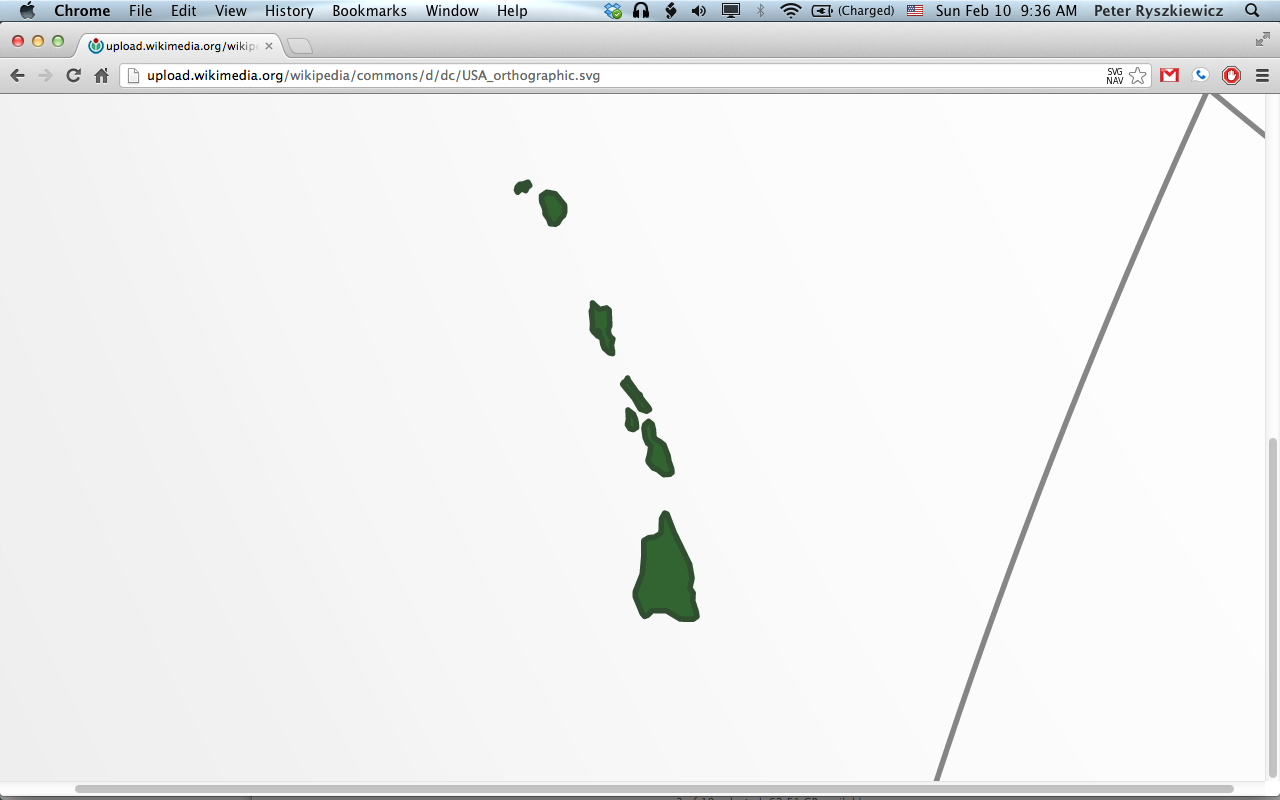 Chrome File Edit View History Bookmarks Window Help (Charged) Sun Feb 10 9:36 AM Peter Ryszkiewicz
upload.wikimedia.org/wikip
upload.wikimedia.org/wikipedia/commons/d/dc/USA_orthographic.svg SVG
NAV